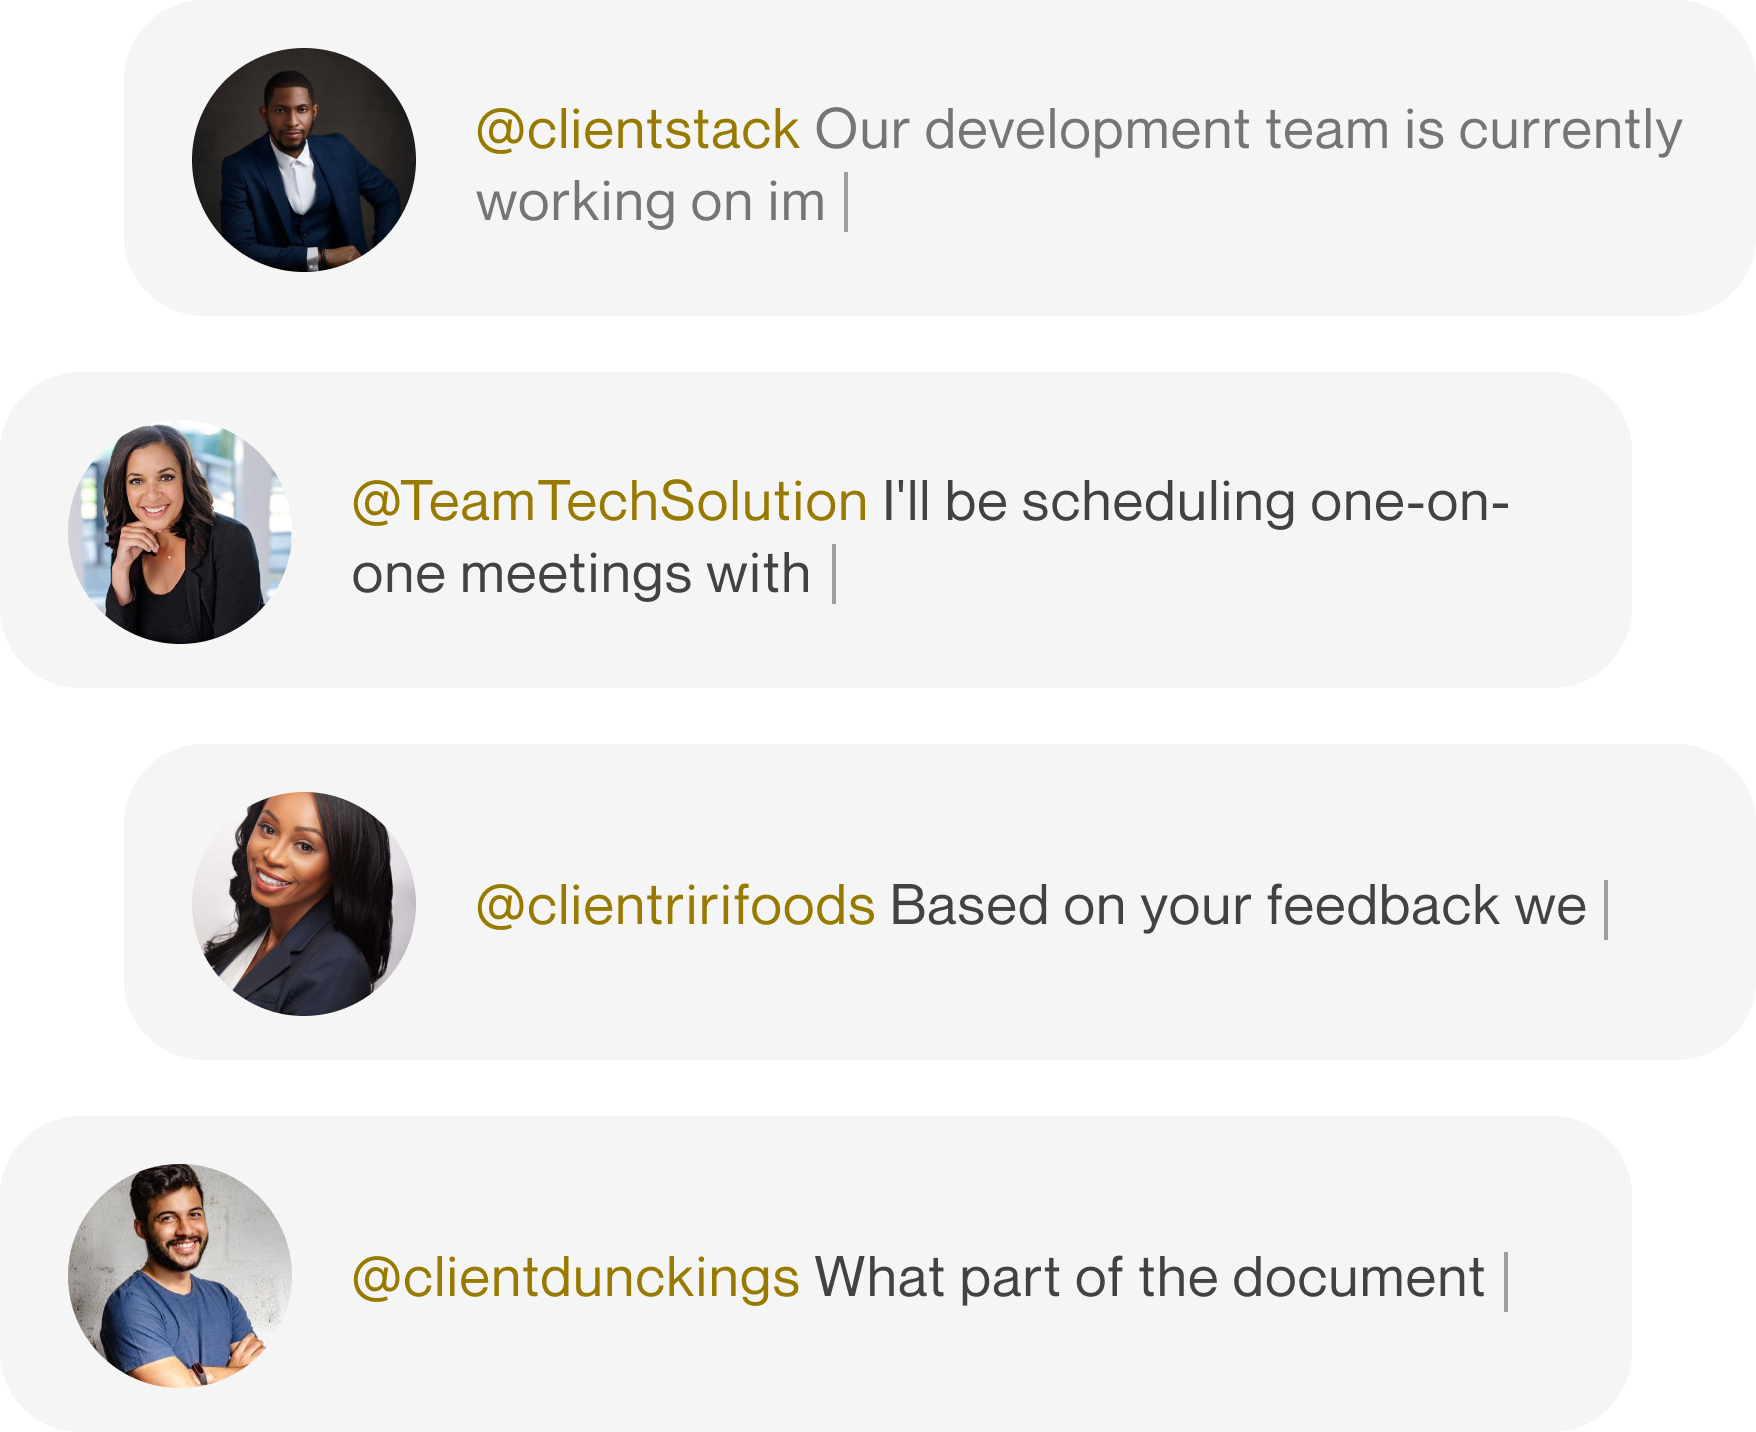 @clientstack Our development team is currently
working on im
@TeamTechSolution I'll be scheduling one-on-
one meetings with
@clientririfoods Based on your feedback we
@clientdunckings What part of the document